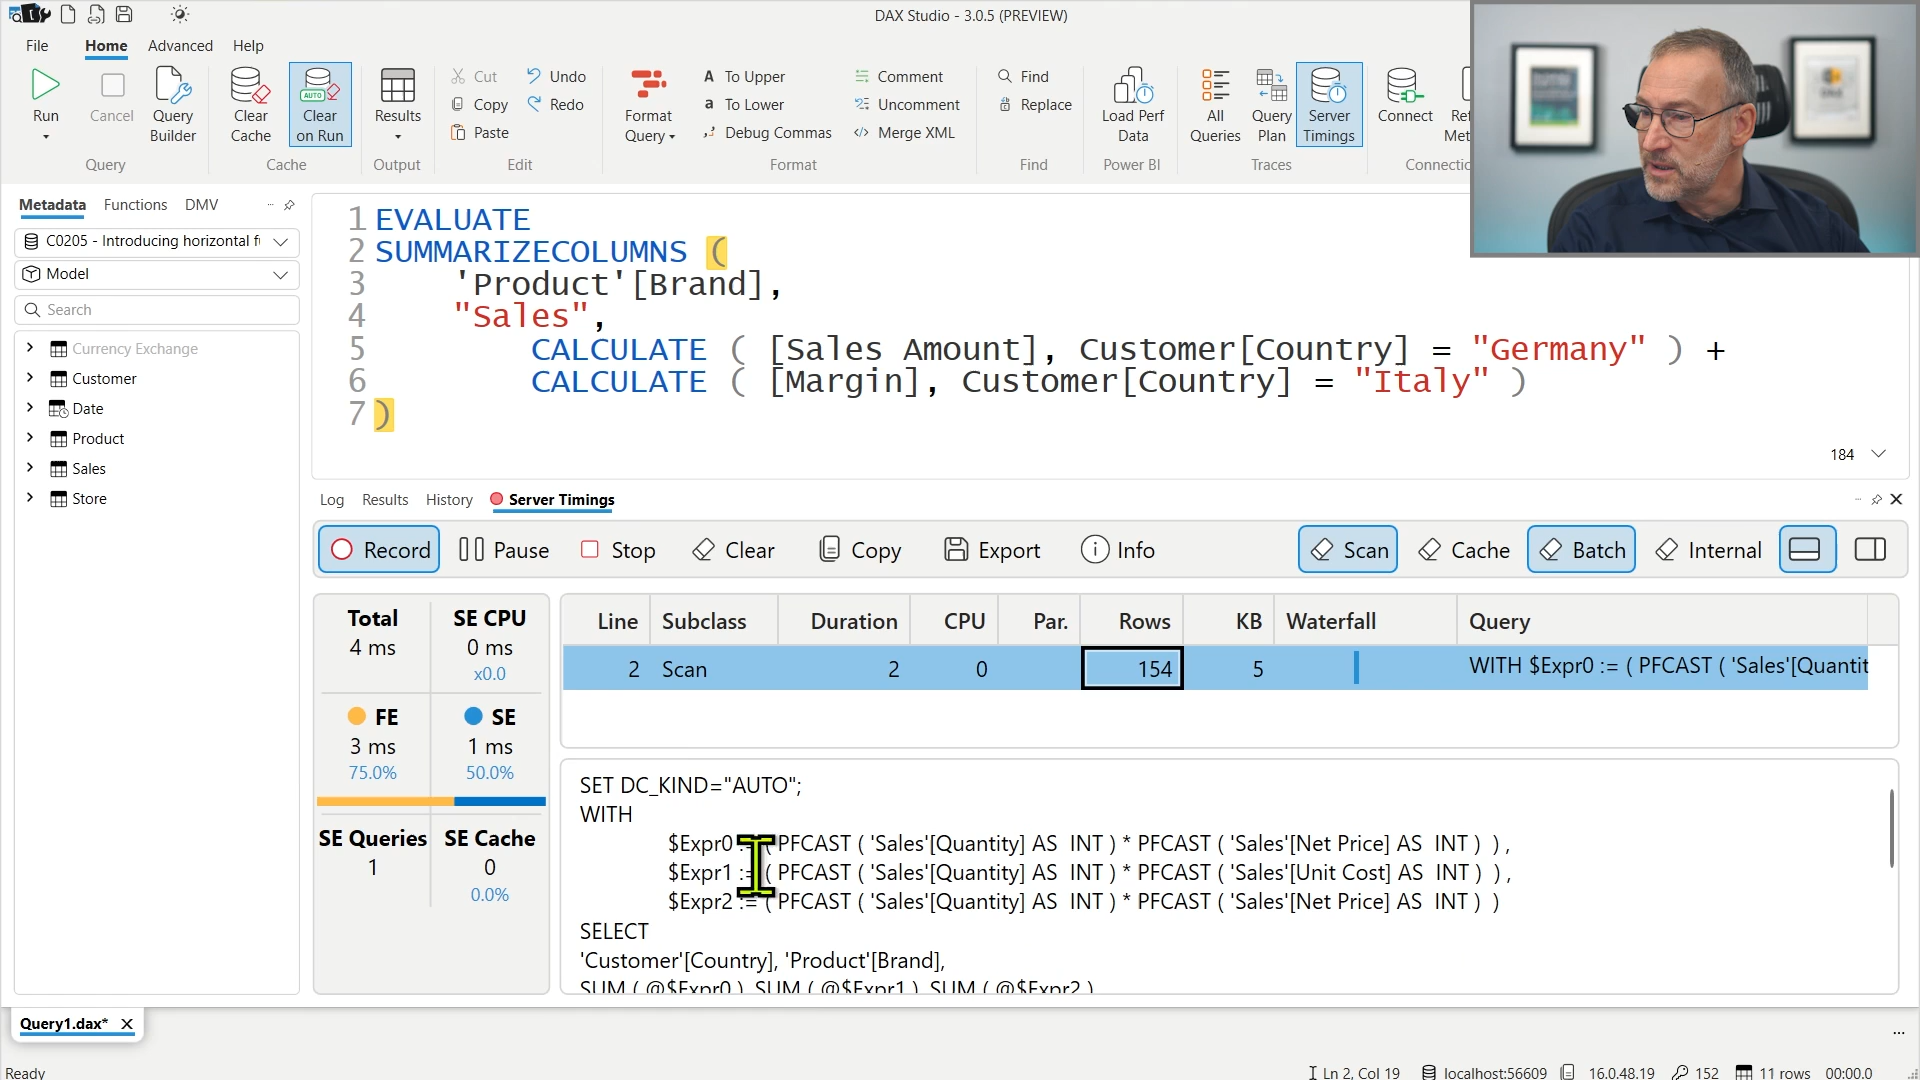 DAX Studio - 3.0.5 (PREVIEW)
File Home Advanced Help
Run
Cancel
Query Builder
Query
Clear Cache
AUTO
Clear on Run
Cache
Results
Output
Cut
Copy
Paste
Undo
Redo
Edit
Format Query
To Upper
To Lower
Debug Commas
Comment
Uncomment
Merge XML
Format
Find
Replace
Find
Load Perf Data
Power BI
All Queries
Query Plan
Server Timings
Traces
Connect
Metadata Functions DMV
C0205 - Introducing horizontal
Model
Search
Currency Exchange
Customer
Date
Product
Sales
Store
1 EVALUATE
2 SUMMARIZECOLUMNS (
3 'Product'[Brand],
4 "Sales",
5 CALCULATE ( [Sales Amount], Customer[Country] = "Germany" ) +
6 CALCULATE ( [Margin], Customer[Country] = "Italy" )
7 )
184
Log Results History Server Timings
Record Pause Stop Clear Copy Export Info Scan Cache Batch Internal
Total SE CPU
4 ms 0 ms
x0.0
FE SE
3 ms 1 ms
75.0% 50.0%
SE Queries SE Cache
1 0
0.0%
Line Subclass Duration CPU Par. Rows KB Waterfall Query
2 Scan 2 0 154 5 WITH $Expr0 := ( PFCAST ( 'Sales'[Quantit
SET DC_KIND="AUTO";
WITH
$Expr0 := ( PFCAST ( 'Sales'[Quantity] AS INT ) * PFCAST ( 'Sales'[Net Price] AS INT ) ) ,
$Expr1 := ( PFCAST ( 'Sales'[Quantity] AS INT ) * PFCAST ( 'Sales'[Unit Cost] AS INT ) ) ,
$Expr2 := ( PFCAST ( 'Sales'[Quantity] AS INT ) * PFCAST ( 'Sales'[Net Price] AS INT ) )
SELECT
'Customer'[Country], 'Product'[Brand],
SUM ( @$Expr0 ), SUM ( @$Expr1 ), SUM ( @$Expr2 )
Query1.dax*
Ready
Ln 2, Col 19 localhost:56609 16.0.48.19 152 11 rows 00:00.0